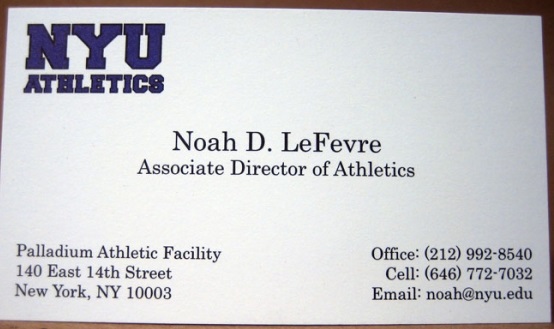 NYU
ATHLETICS
Noah D. LeFevre
Associate Director of Athletics
Palladium Athletic Facility
140 East 14th Street
New York, NY 10003
Office: (212) 992-8540
Cell: (646) 772-7032
Email: noah@nyu.edu